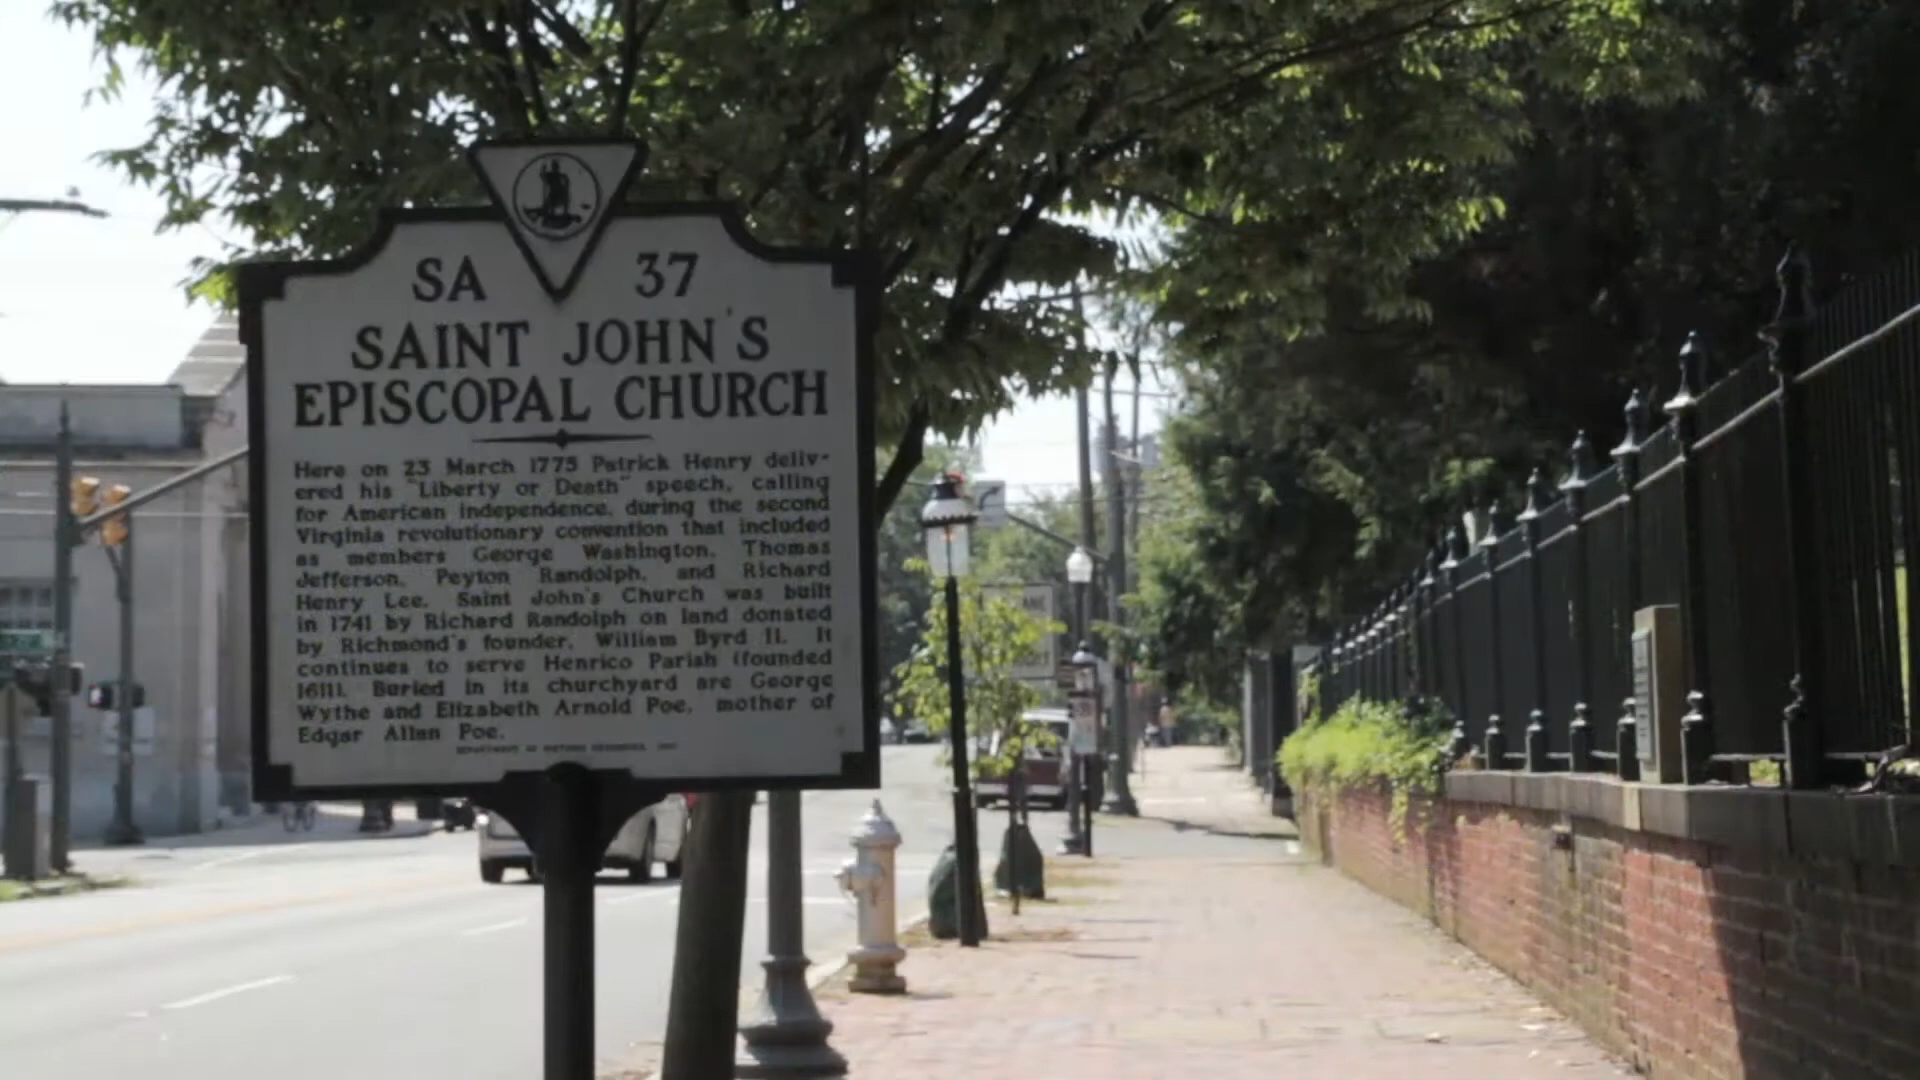 SA 37
SAINT JOHN'S
EPISCOPAL CHURCH
Here on 23 March 1775 Patrick Henry deliv-
ered his "Liberty or Death" speech, calling
for American independence, during the second
Virginia revolutionary convention that included
as members George Washington, Thomas
Jefferson, Peyton Randolph, and Richard
Henry Lee. Saint John's Church was built
in 1741 by Richard Randolph on land donated
by Richmond's founder, William Byrd II. It
continues to serve Henrico Parish (founded
1611). Buried in its churchyard are George
Wythe and Elizabeth Arnold Poe, mother of
Edgar Allan Poe.
DEPARTMENT OF HISTORIC RESOURCES,